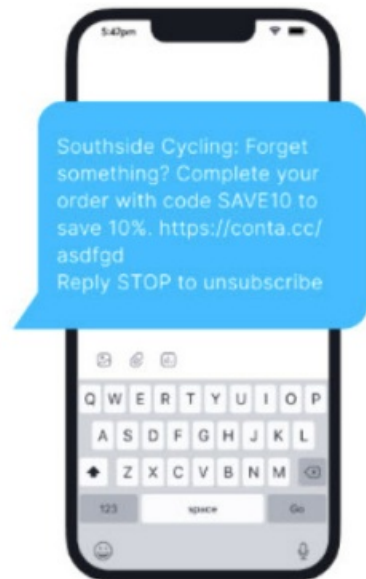 5:42pm
Southside Cycling: Forget
something? Complete your
order with code SAVE10 to
save 10%. https://conta.cc/
asdfgd
Reply STOP to unsubscribe
Q W E R T Y U I O P
A S D F G H J K L
Z X C V B N M
123 space Go